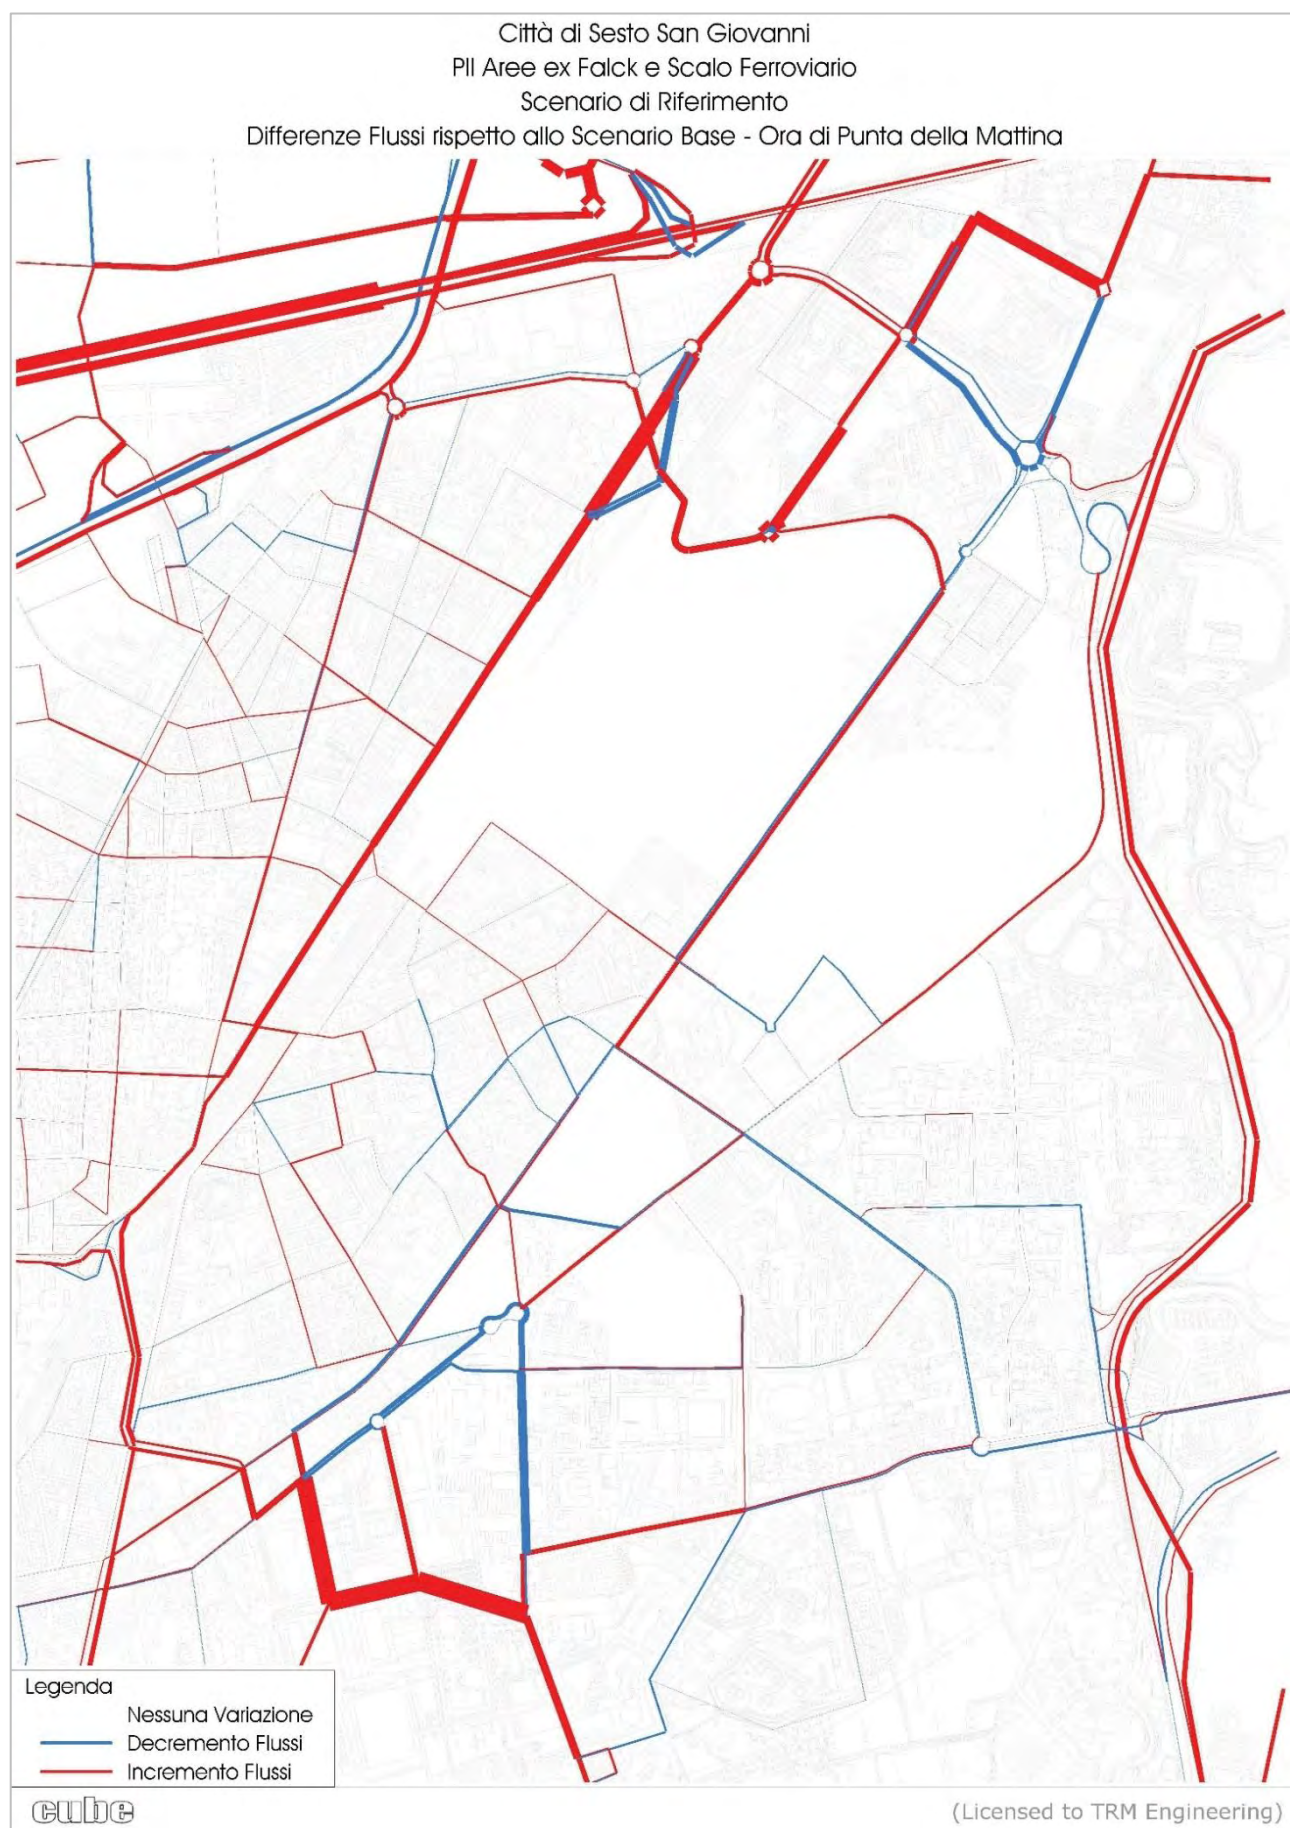 Città di Sesto San Giovanni
PII Aree ex Falck e Scalo Ferroviario
Scenario di Riferimento
Differenze Flussi rispetto allo Scenario Base - Ora di Punta della Mattina
Legenda
Nessuna Variazione
Decremento Flussi
Incremento Flussi
cube
(Licensed to TRM Engineering)